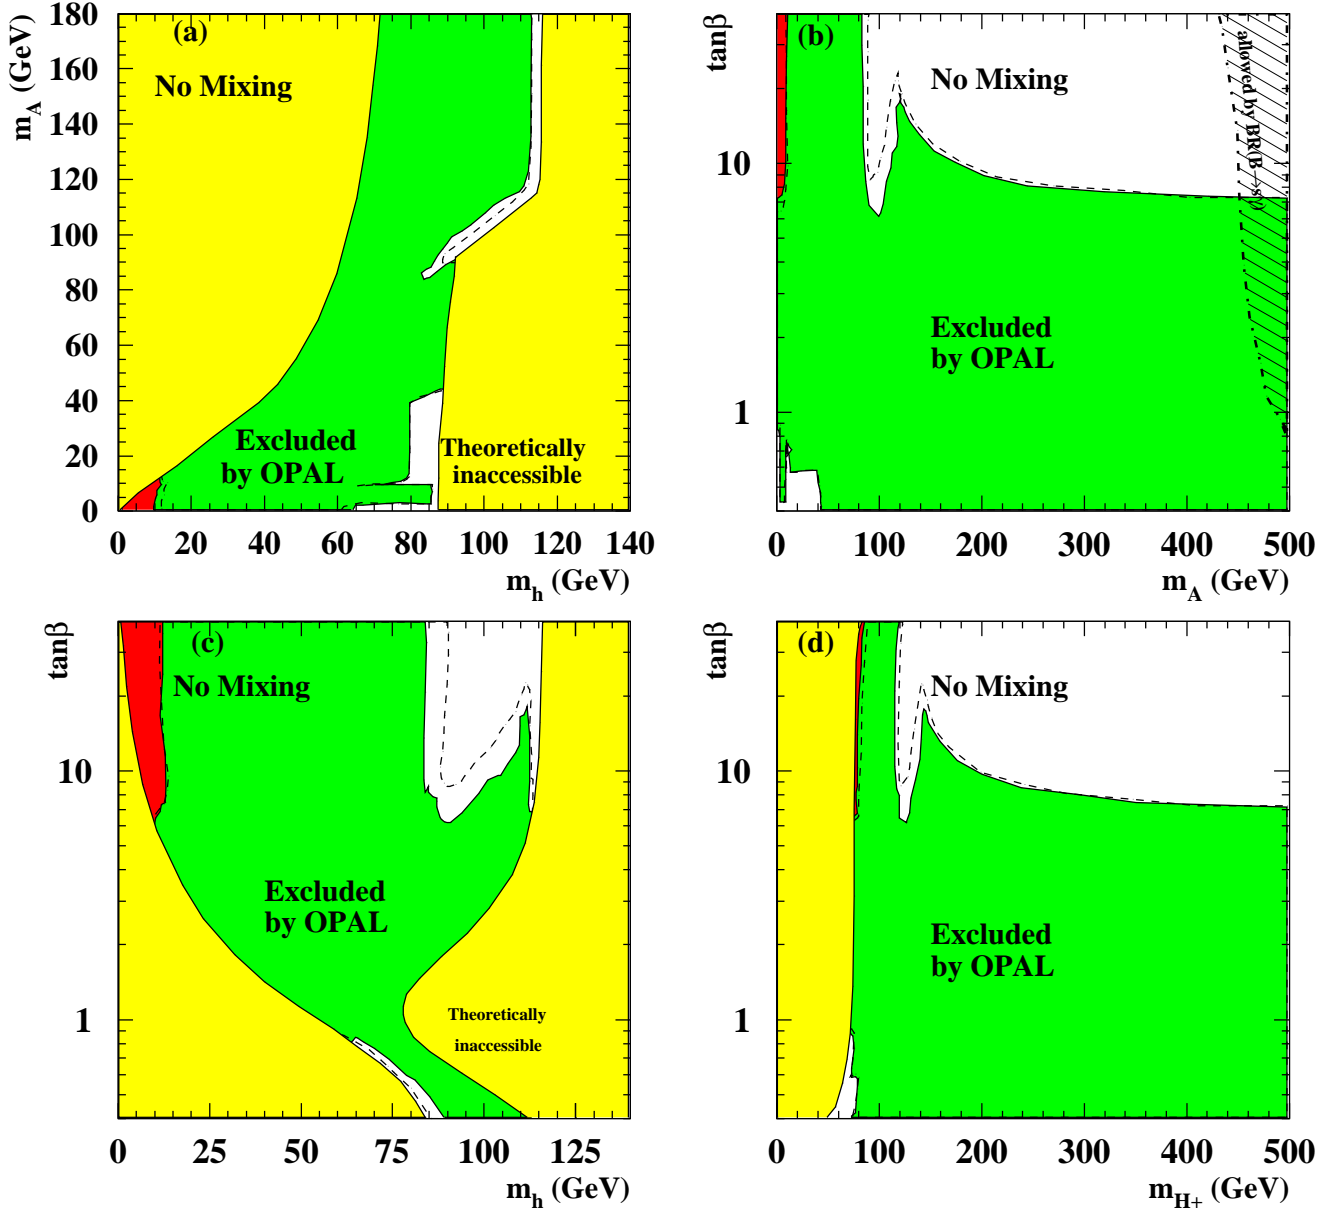 m_A (GeV)
180
160
140
120
100
80
60
40
20
0
(a)
No Mixing
Excluded
by OPAL
Theoretically
inaccessible
0 20 40 60 80 100 120 140
m_h (GeV)
tanβ
10
1
(b)
No Mixing
allowed by BR(B→sγ)
Excluded
by OPAL
0 100 200 300 400 500
m_A (GeV)
tanβ
10
1
(c)
No Mixing
Excluded
by OPAL
Theoretically
inaccessible
0 25 50 75 100 125
m_h (GeV)
tanβ
10
1
(d)
No Mixing
Excluded
by OPAL
0 100 200 300 400 500
m_H+ (GeV)